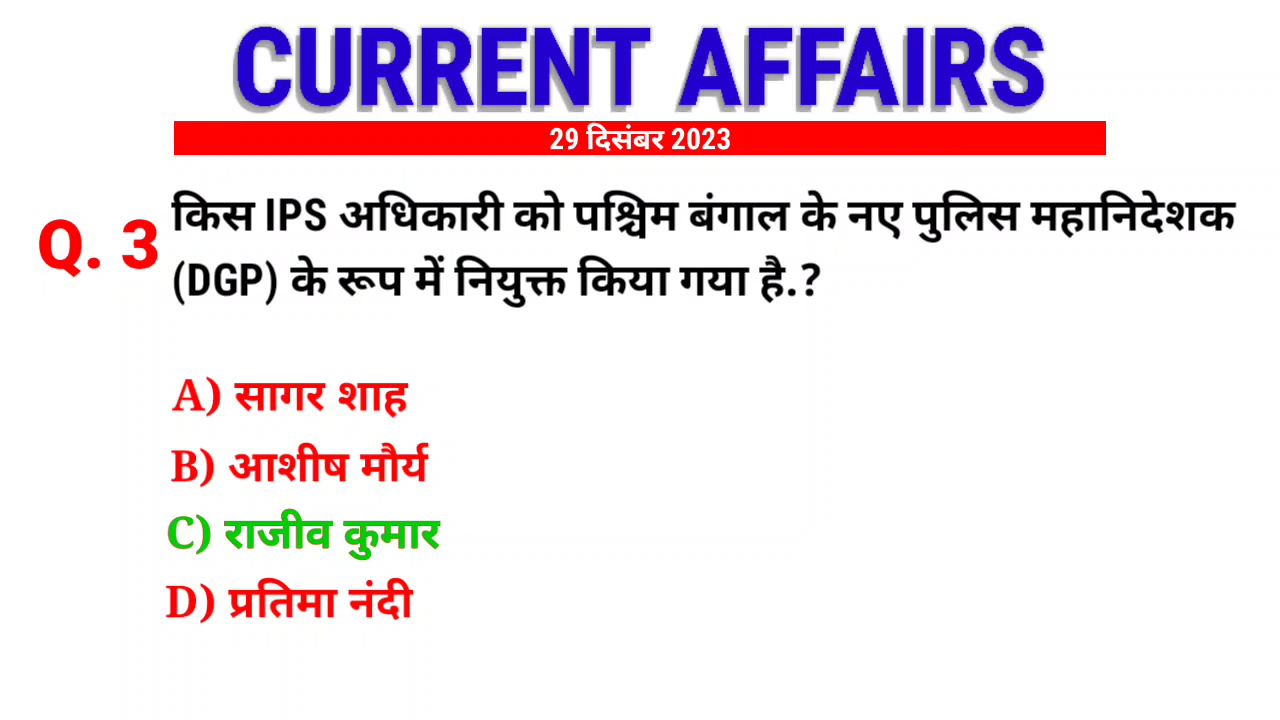 CURRENT AFFAIRS
29 दिसंबर 2023
Q. 3 किस IPS अधिकारी को पश्चिम बंगाल के नए पुलिस महानिदेशक
(DGP) के रूप में नियुक्त किया गया है.?
A) सागर शाह
B) आशीष मौर्य
C) राजीव कुमार
D) प्रतिमा नंदी